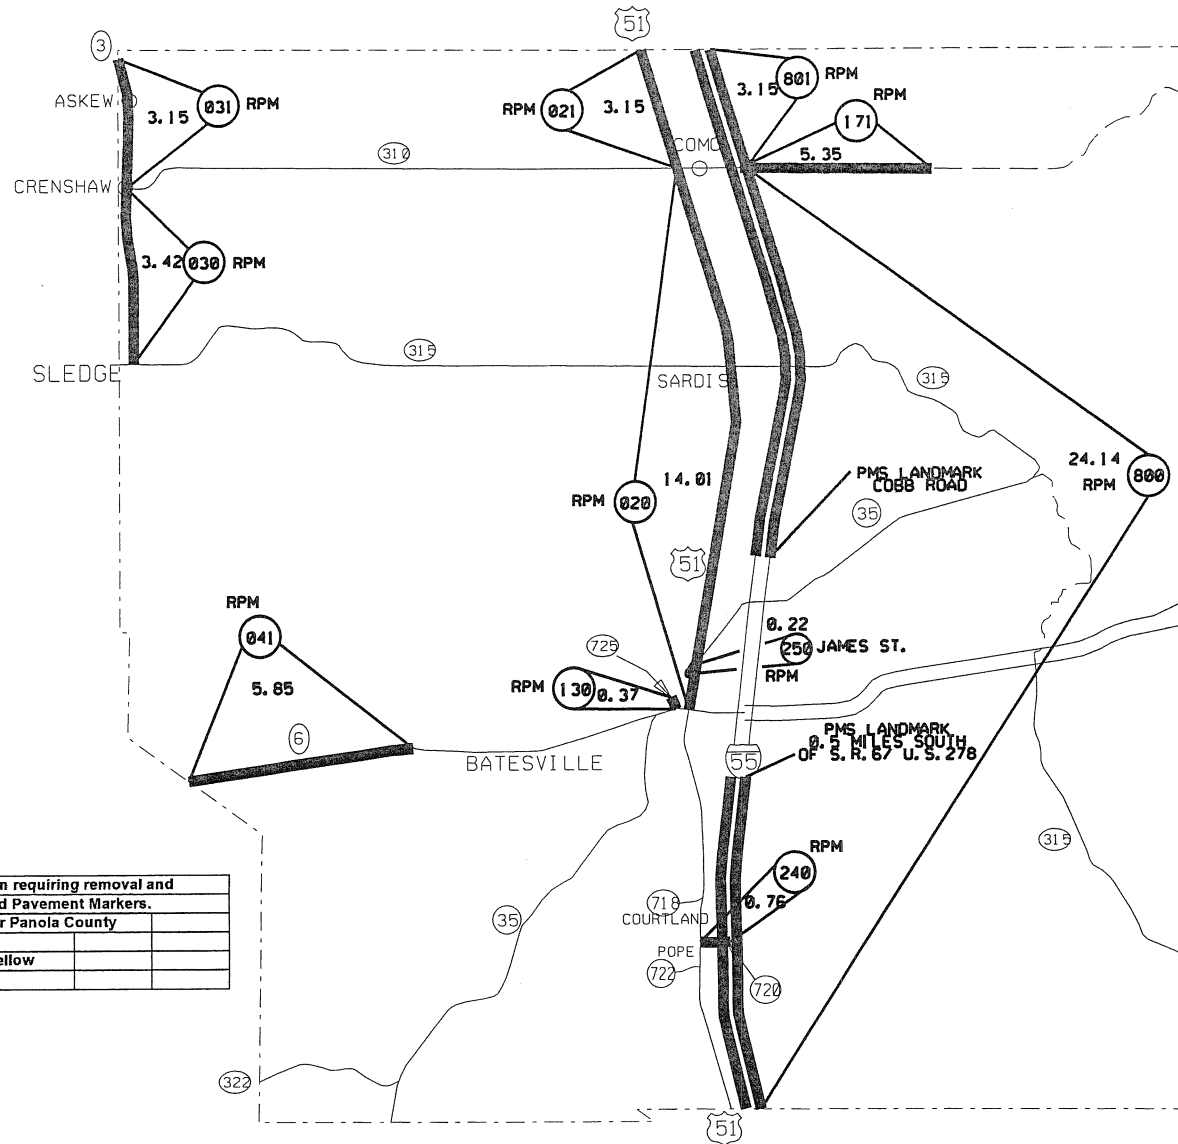 51
3
ASKEW
3.15
031
RPM
RPM
021
3.15
3.15
801
RPM
RPM
171
5.35
COMO
310
CRENSHAW
3.42
030
RPM
315
SLEDGE
SARDIS
315
24.14
RPM
800
PMS LANDMARK
COBB ROAD
RPM
020
14.01
35
51
RPM
041
5.85
725
0.22
250
JAMES ST.
RPM
RPM
130
0.37
6
BATESVILLE
PMS LANDMARK
0.5 MILES SOUTH
OF S.R.67 U.S.278
55
315
RPM
240
0.76
n requiring removal and
d Pavement Markers.
r Panola County
ellow
718
COURTLAND
35
POPE
722
720
322
51